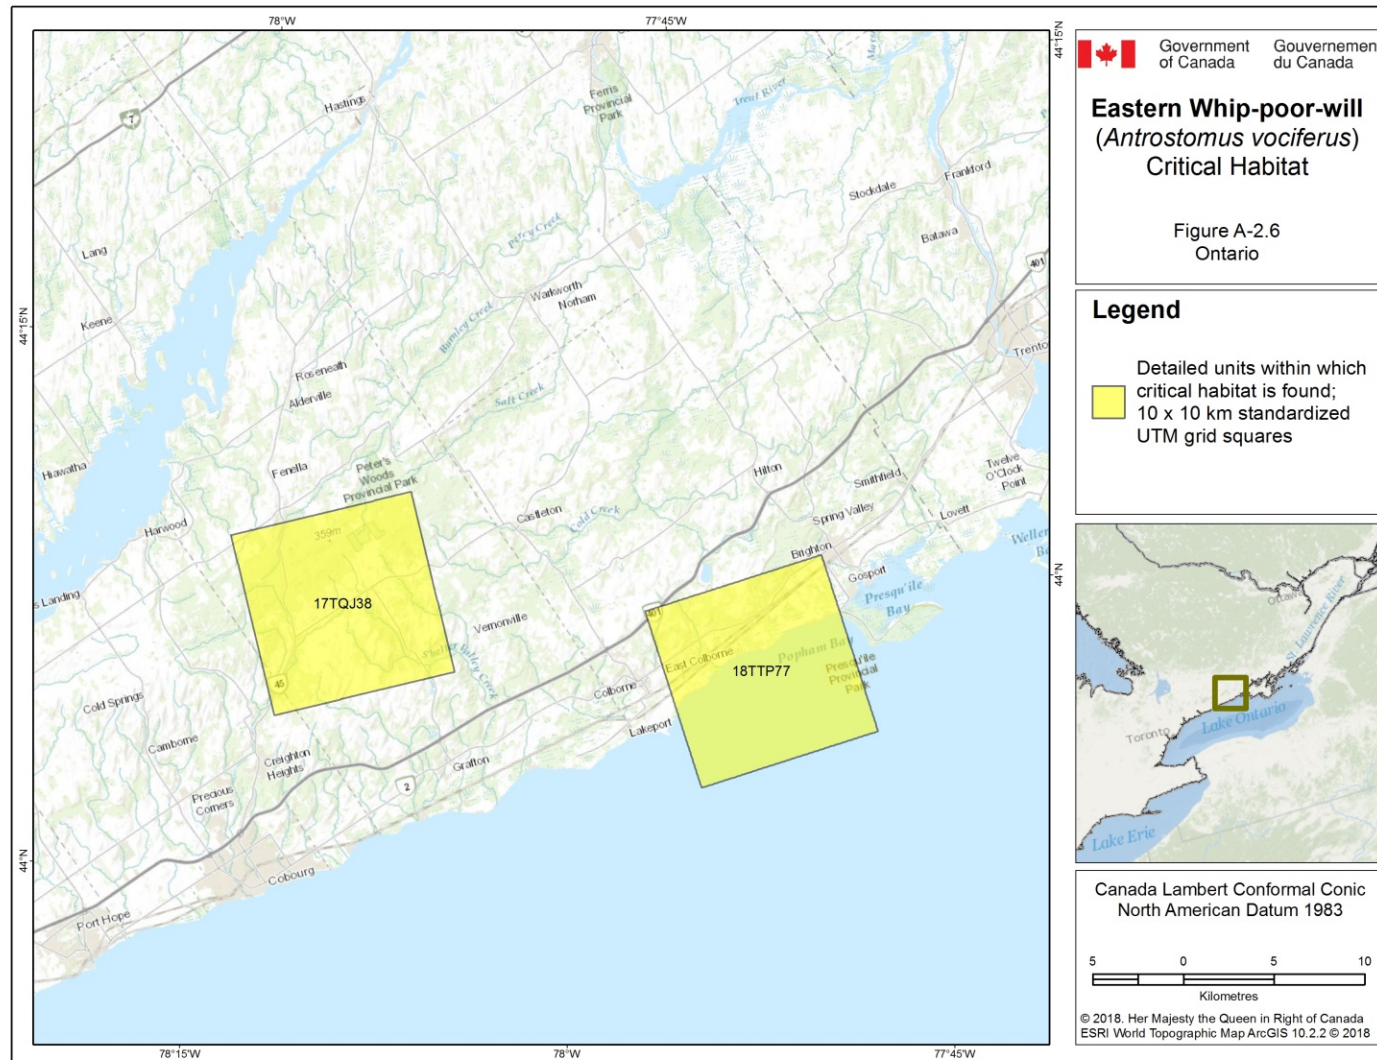 78°W
77°45'W
44°15'N
44°15'N
44°N
44°N
78°15'W
78°W
77°45'W
7
Hastings
Ferris
Provincial
Park
Trent River
Frankford
Stockdale
Batawa
401
Lang
Percy Creek
Keene
Warkworth
Norham
Burnley Creek
Trenton
Roseneath
Alderville
Salt Creek
Hiawatha
Fenella
Peter's
Woods
Provincial Park
Hilton
Smithfield
Twelve
O'Clock
Point
Harwood
359m
Castleton
Cold Creek
Spring Valley
Lovett
Brighton
Gosport
Presqu'ile
Bay
s Landing
17TQJ38
Vernonville
Shelter Valley Creek
401
East Colborne
Popham Bay
18TTP77
Presqu'ile
Provincial
Park
45
Cold Springs
Colborne
Lakeport
Camborne
Creighton
Heights
Grafton
2
Precious
Corners
Cobourg
Port Hope
Government
of Canada
Gouvernemen
du Canada
Eastern Whip-poor-will
(Antrostomus vociferus)
Critical Habitat
Figure A-2.6
Ontario
Legend
Detailed units within which
critical habitat is found;
10 x 10 km standardized
UTM grid squares
Ottawa
St. Lawrence River
Toronto
Lake Ontario
Lake Erie
Canada Lambert Conformal Conic
North American Datum 1983
5 0 5 10
Kilometres
© 2018. Her Majesty the Queen in Right of Canada
ESRI World Topographic Map ArcGIS 10.2.2 © 2018